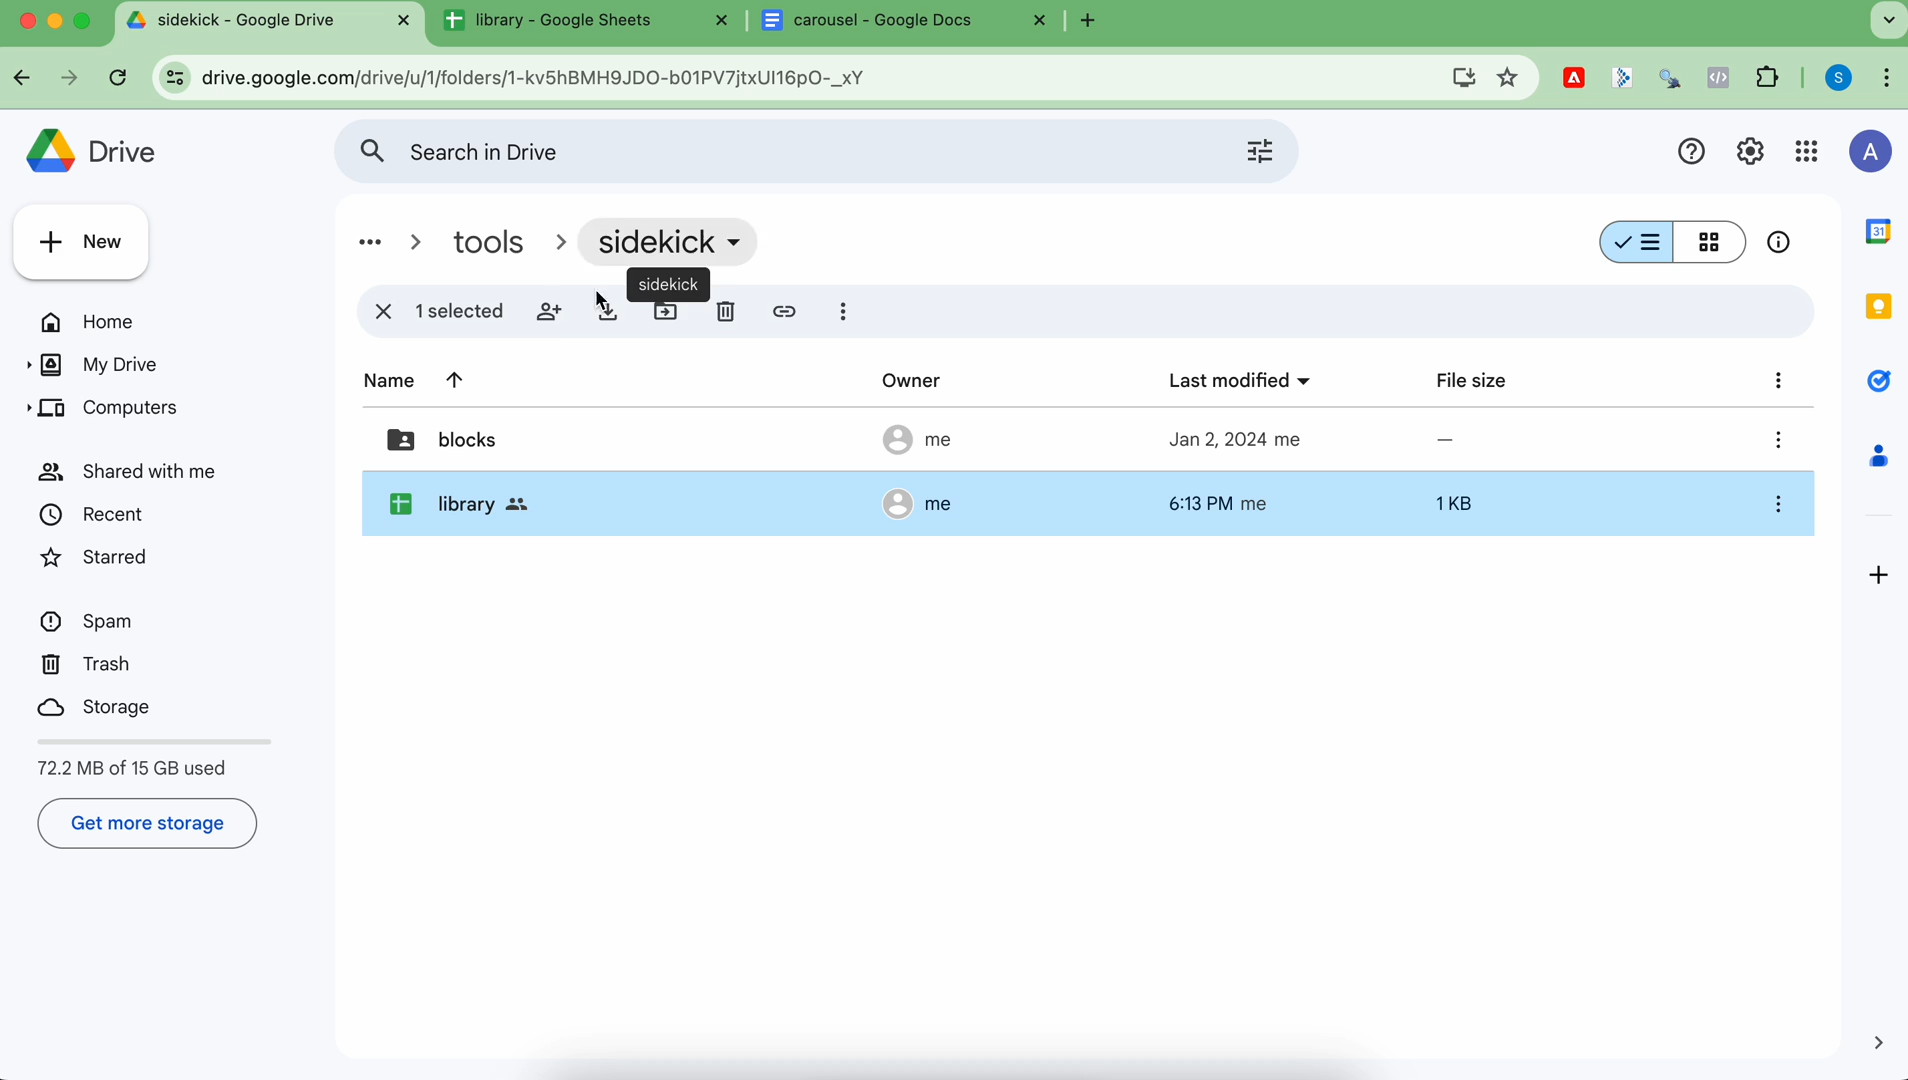 sidekick - Google Drive
library - Google Sheets
carousel - Google Docs
drive.google.com/drive/u/1/folders/1-kv5hBMH9JDO-b01PV7jtxUI16pO-_xY
S
Drive
Search in Drive
A
New
tools
sidekick
sidekick
31
1 selected
Home
My Drive
Computers
Shared with me
Recent
Starred
Spam
Trash
Storage
72.2 MB of 15 GB used
Get more storage
Name Owner Last modified File size
blocks me Jan 2, 2024 me —
library me 6:13 PM me 1 KB